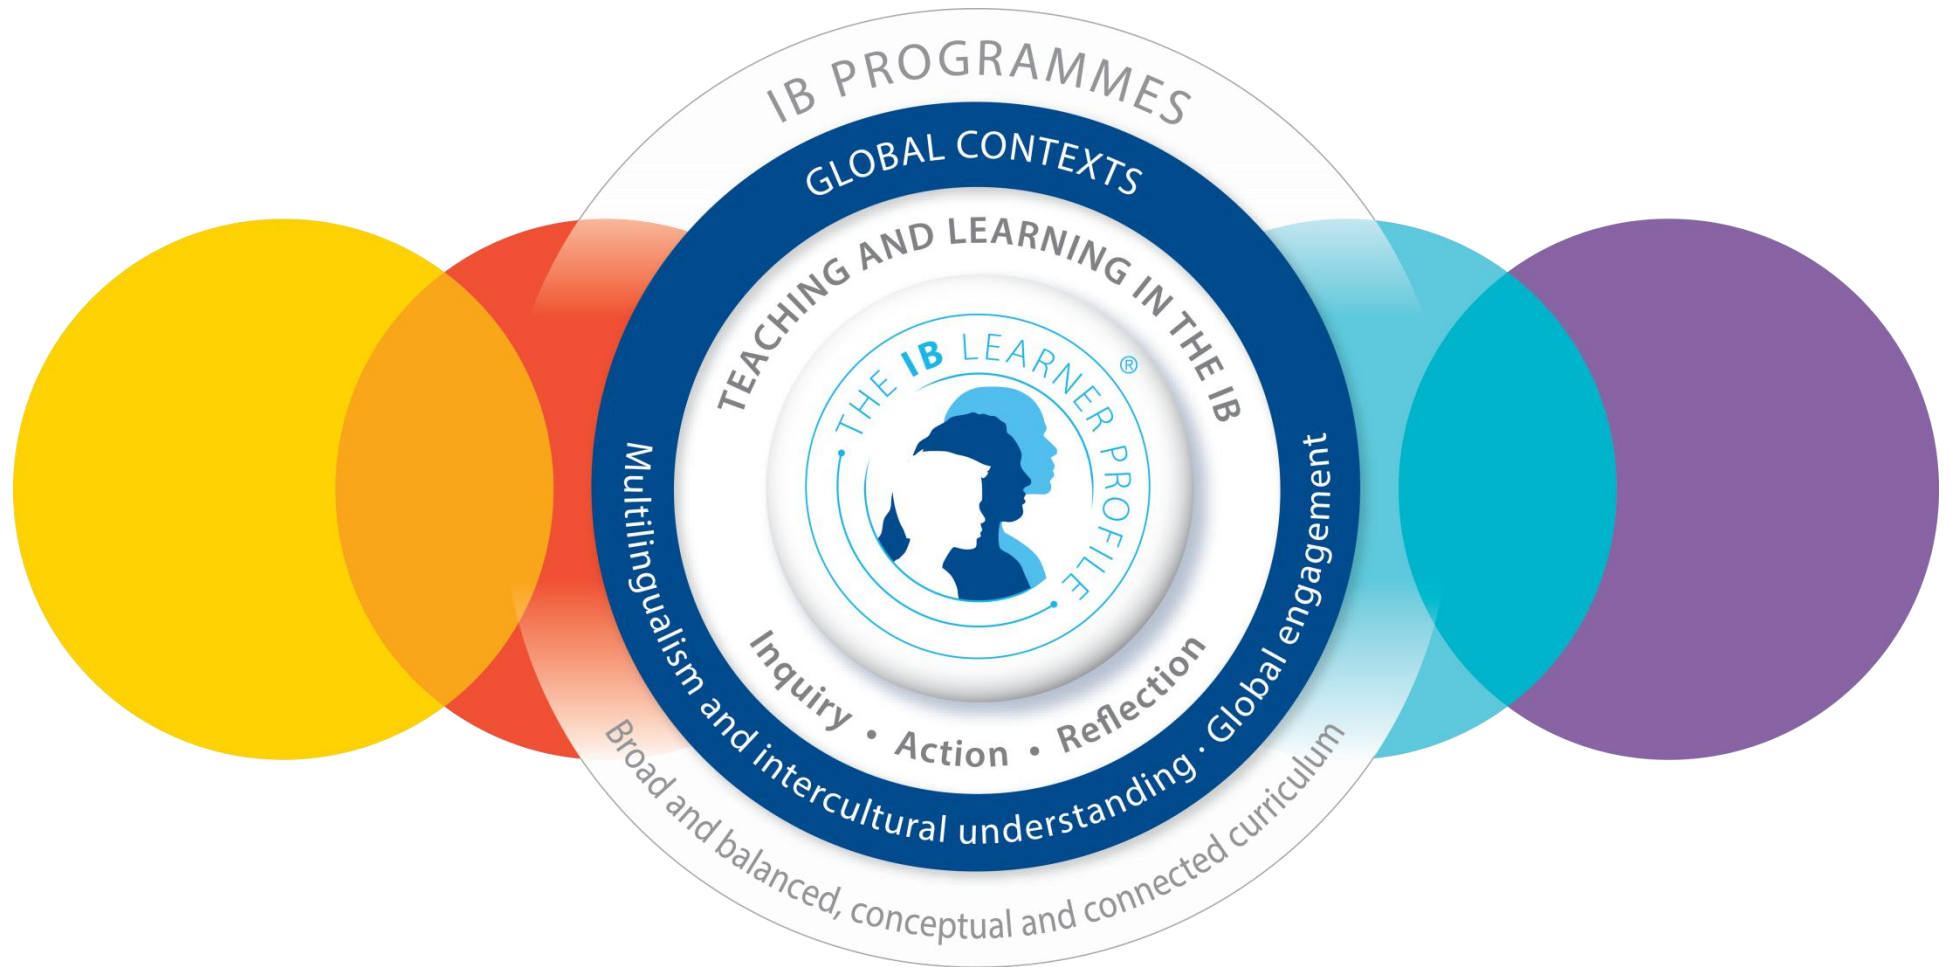 IB PROGRAMMES
GLOBAL CONTEXTS
TEACHING AND LEARNING IN THE IB
THE IB LEARNER PROFILE ®
Inquiry • Action • Reflection
Multilingualism and intercultural understanding · Global engagement
Broad and balanced, conceptual and connected curriculum